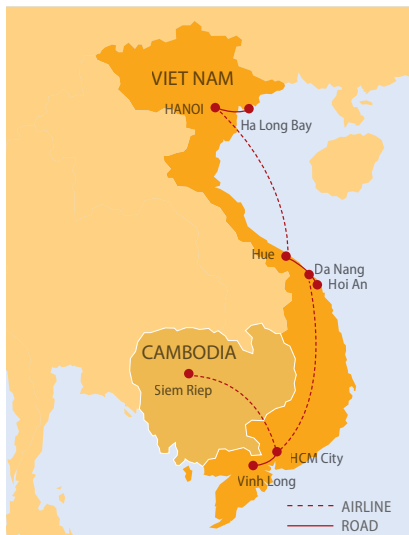 VIET NAM
HANOI
Ha Long Bay
Hue
Da Nang
Hoi An
CAMBODIA
Siem Riep
HCM City
Vinh Long
AIRLINE
ROAD